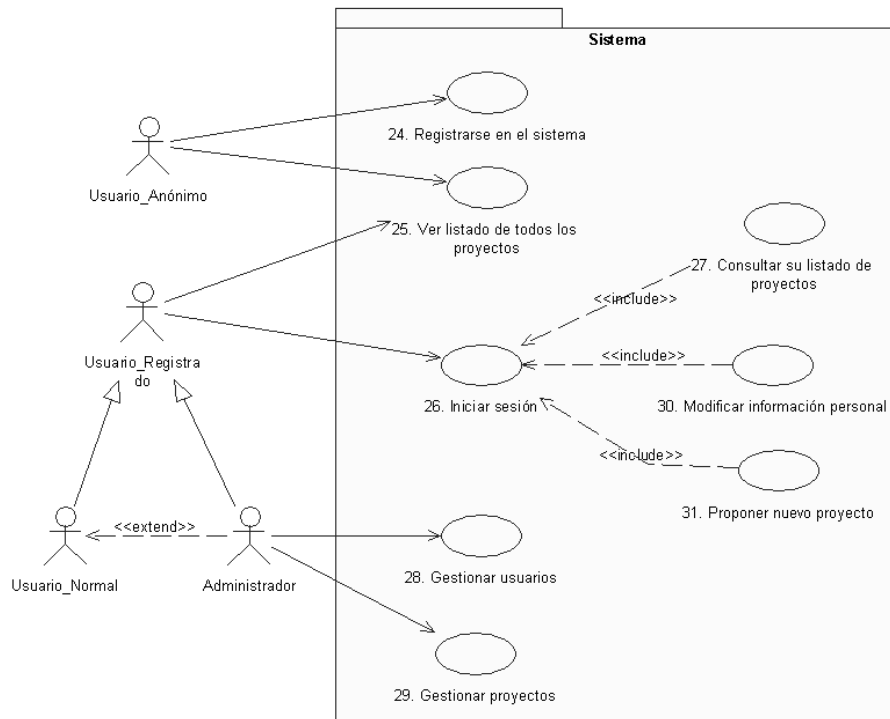 Sistema
24. Registrarse en el sistema
Usuario_Anónimo
25. Ver listado de todos los
proyectos
27. Consultar su listado de
proyectos
<<include>>
Usuario_Registra
do
<<include>>
26. Iniciar sesión
30. Modificar información personal
<<include>>
31. Proponer nuevo proyecto
<<extend>>
Usuario_Normal
Administrador
28. Gestionar usuarios
29. Gestionar proyectos